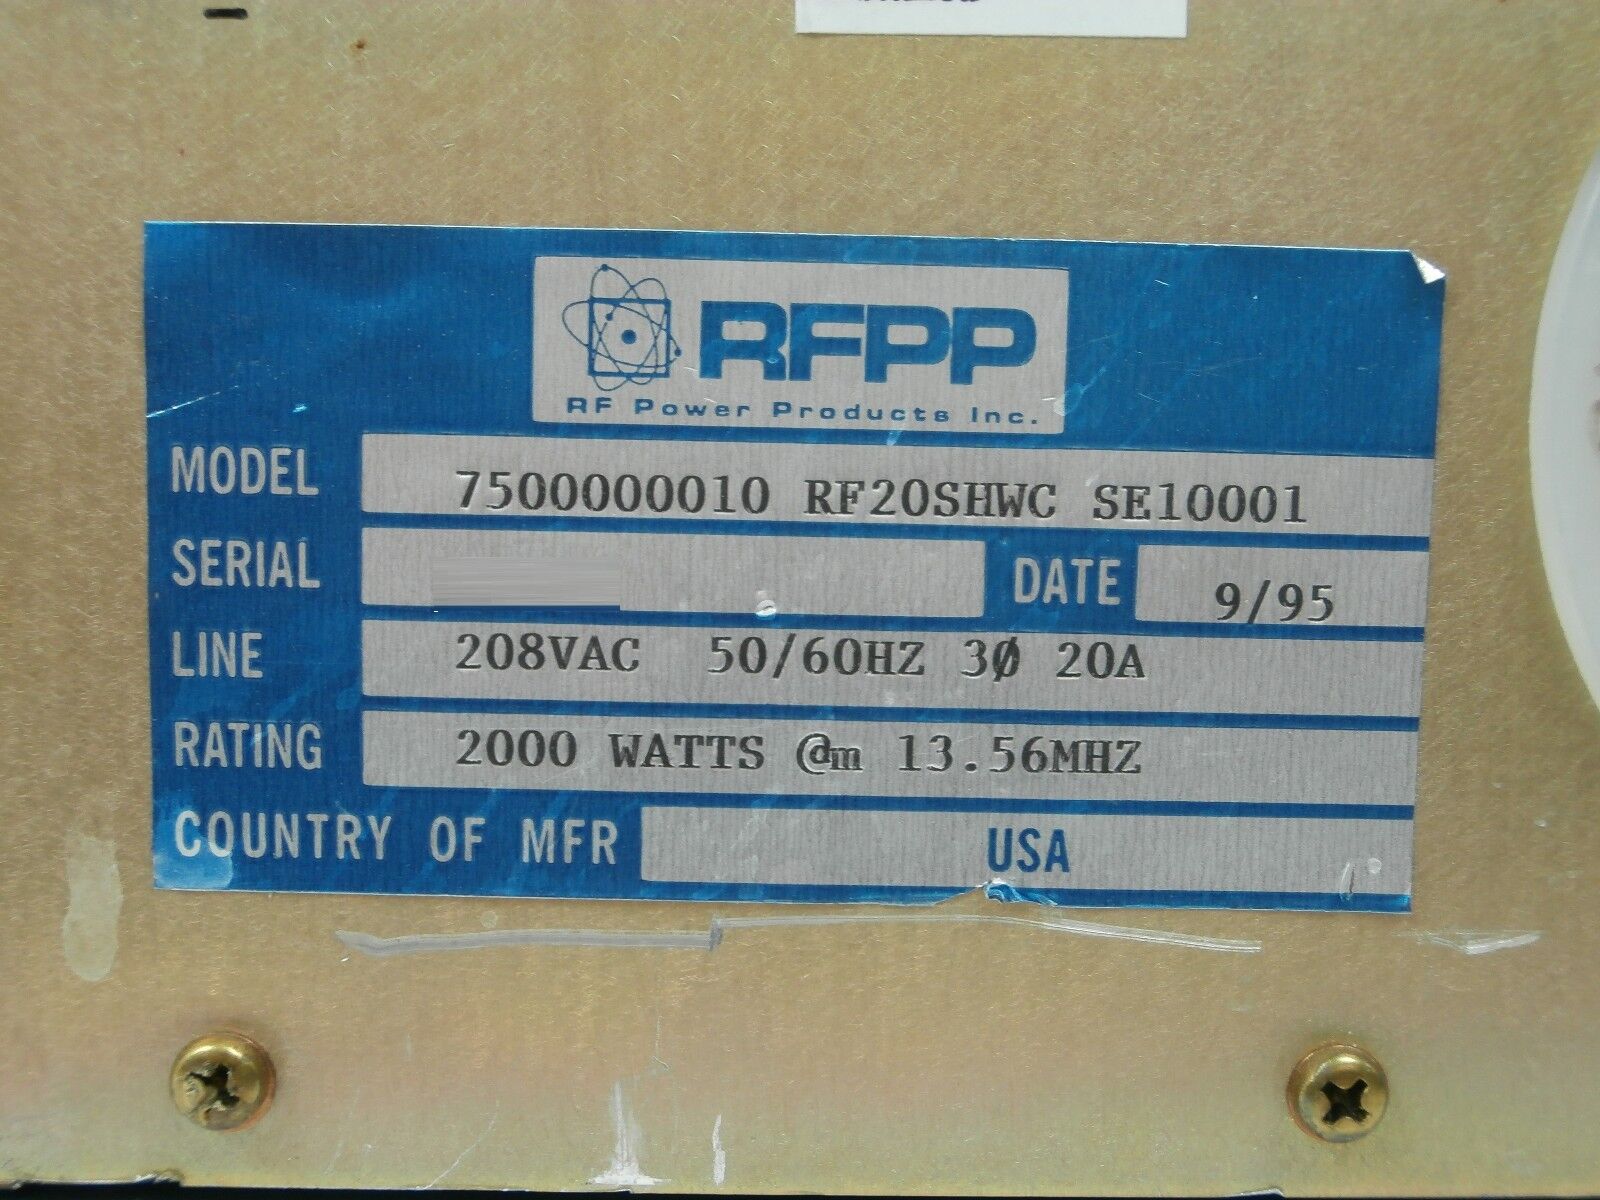 RFPP
RF Power Products Inc.
MODEL 7500000010 RF20SHWC SE10001
SERIAL DATE 9/95
LINE 208VAC 50/60HZ 3Ø 20A
RATING 2000 WATTS @m 13.56MHZ
COUNTRY OF MFR USA